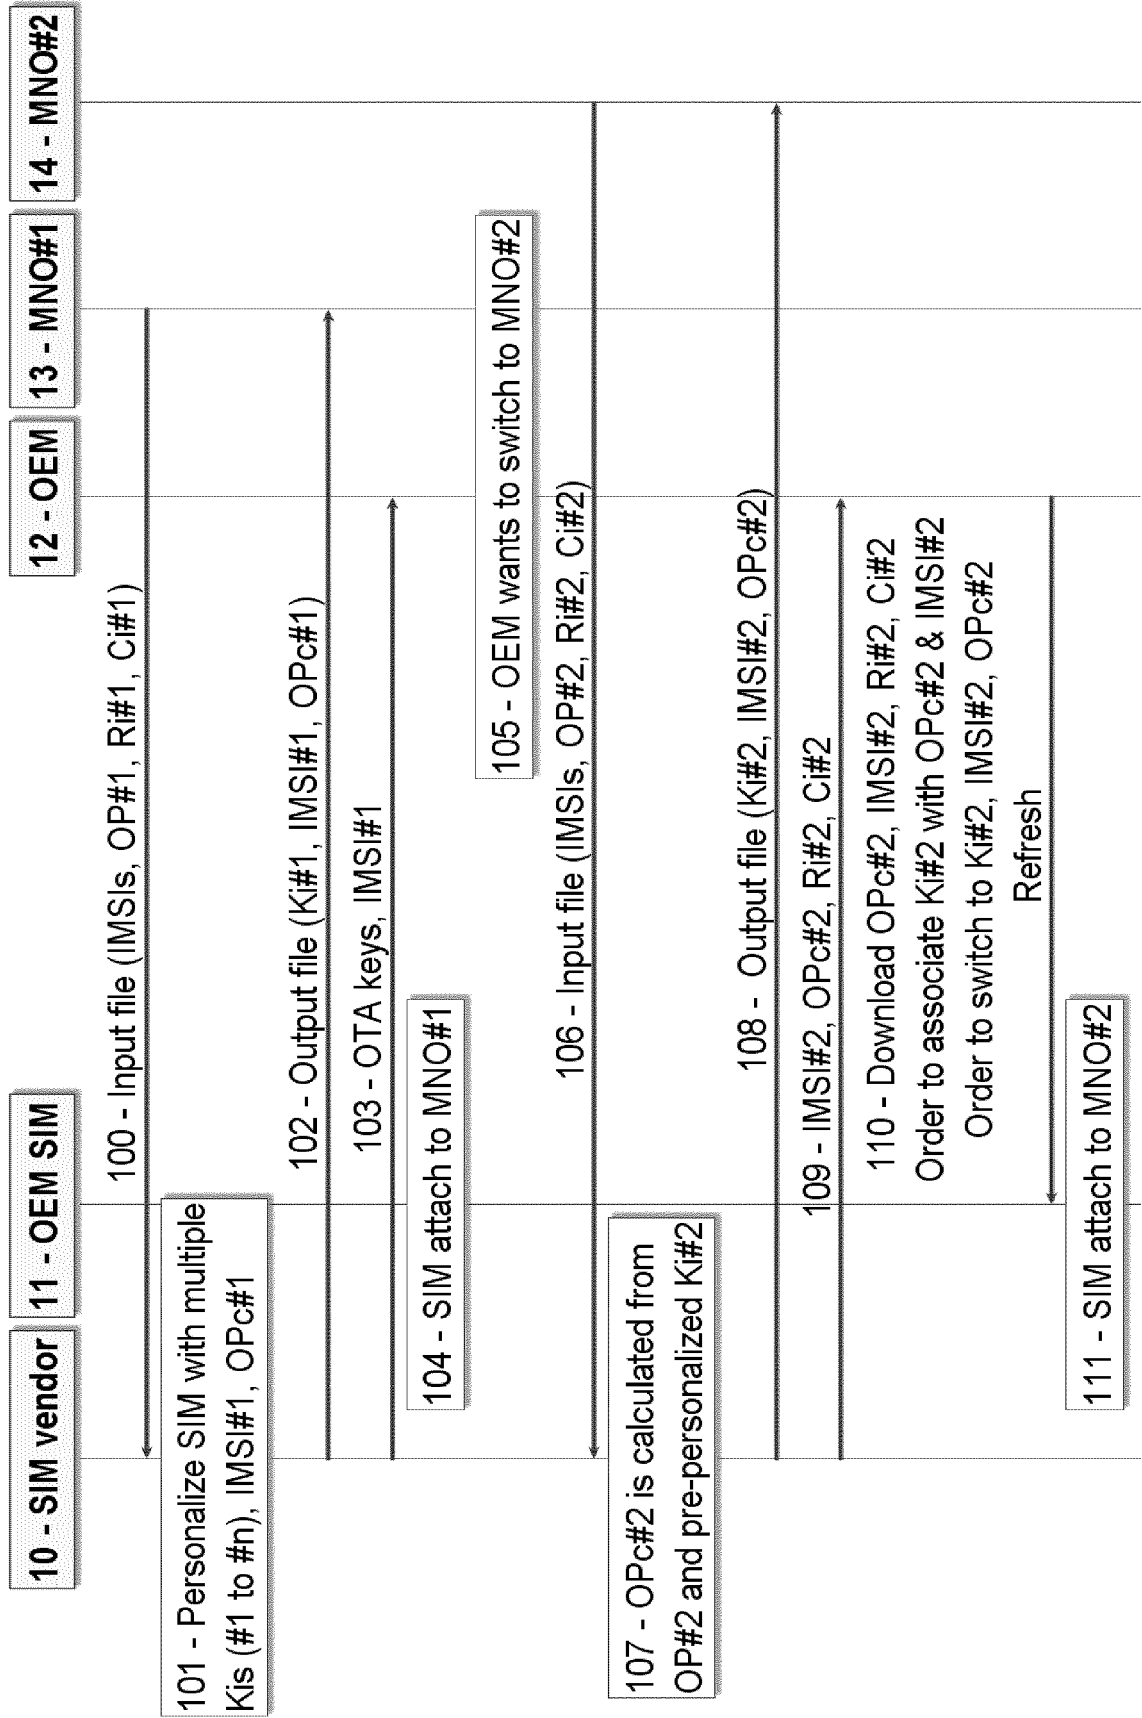 10 - SIM vendor
11 - OEM SIM
12 - OEM
13 - MNO#1
14 - MNO#2
100 - Input file (IMSIs, OP#1, Ri#1, Ci#1)
101 - Personalize SIM with multiple
Kis (#1 to #n), IMSI#1, OPc#1
102 - Output file (Ki#1, IMSI#1, OPc#1)
103 - OTA keys, IMSI#1
104 - SIM attach to MNO#1
105 - OEM wants to switch to MNO#2
106 - Input file (IMSIs, OP#2, Ri#2, Ci#2)
107 - OPc#2 is calculated from
OP#2 and pre-personalized Ki#2
108 - Output file (Ki#2, IMSI#2, OPc#2)
109 - IMSI#2, OPc#2, Ri#2, Ci#2
110 - Download OPc#2, IMSI#2, Ri#2, Ci#2
Order to associate Ki#2 with OPc#2 & IMSI#2
Order to switch to Ki#2, IMSI#2, OPc#2
Refresh
111 - SIM attach to MNO#2